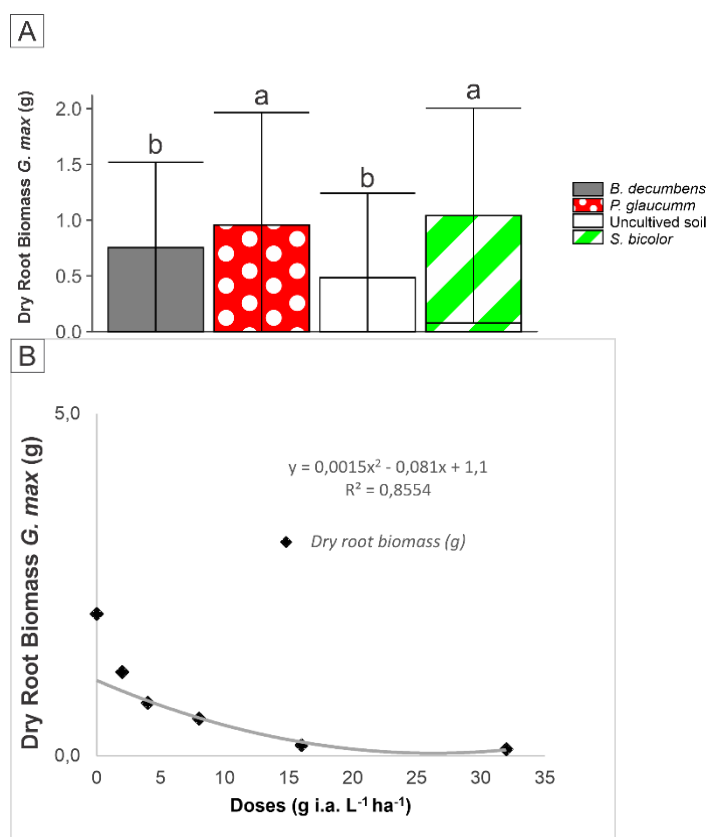 A
Dry Root Biomass G. max (g)
2.0
1.5
1.0
0.5
0.0
b
a
b
a
B. decumbens
P. glaucumm
Uncultived soil
S. bicolor
B
Dry Root Biomass G. max (g)
5,0
0,0
y = 0,0015x² - 0,081x + 1,1
R² = 0,8554
Dry root biomass (g)
0 5 10 15 20 25 30 35
Doses (g i.a. L⁻¹ ha⁻¹)